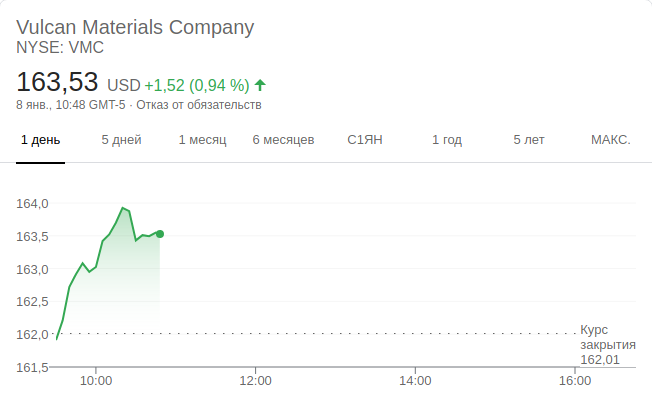 Vulcan Materials Company
NYSE: VMC
163,53 USD +1,52 (0,94 %)
8 янв., 10:48 GMT-5 · Отказ от обязательств
1 день 5 дней 1 месяц 6 месяцев С1ЯН 1 год 5 лет МАКС.
164,0
163,5
163,0
162,5
162,0
161,5
Курс
закрытия
162,01
10:00 12:00 14:00 16:00